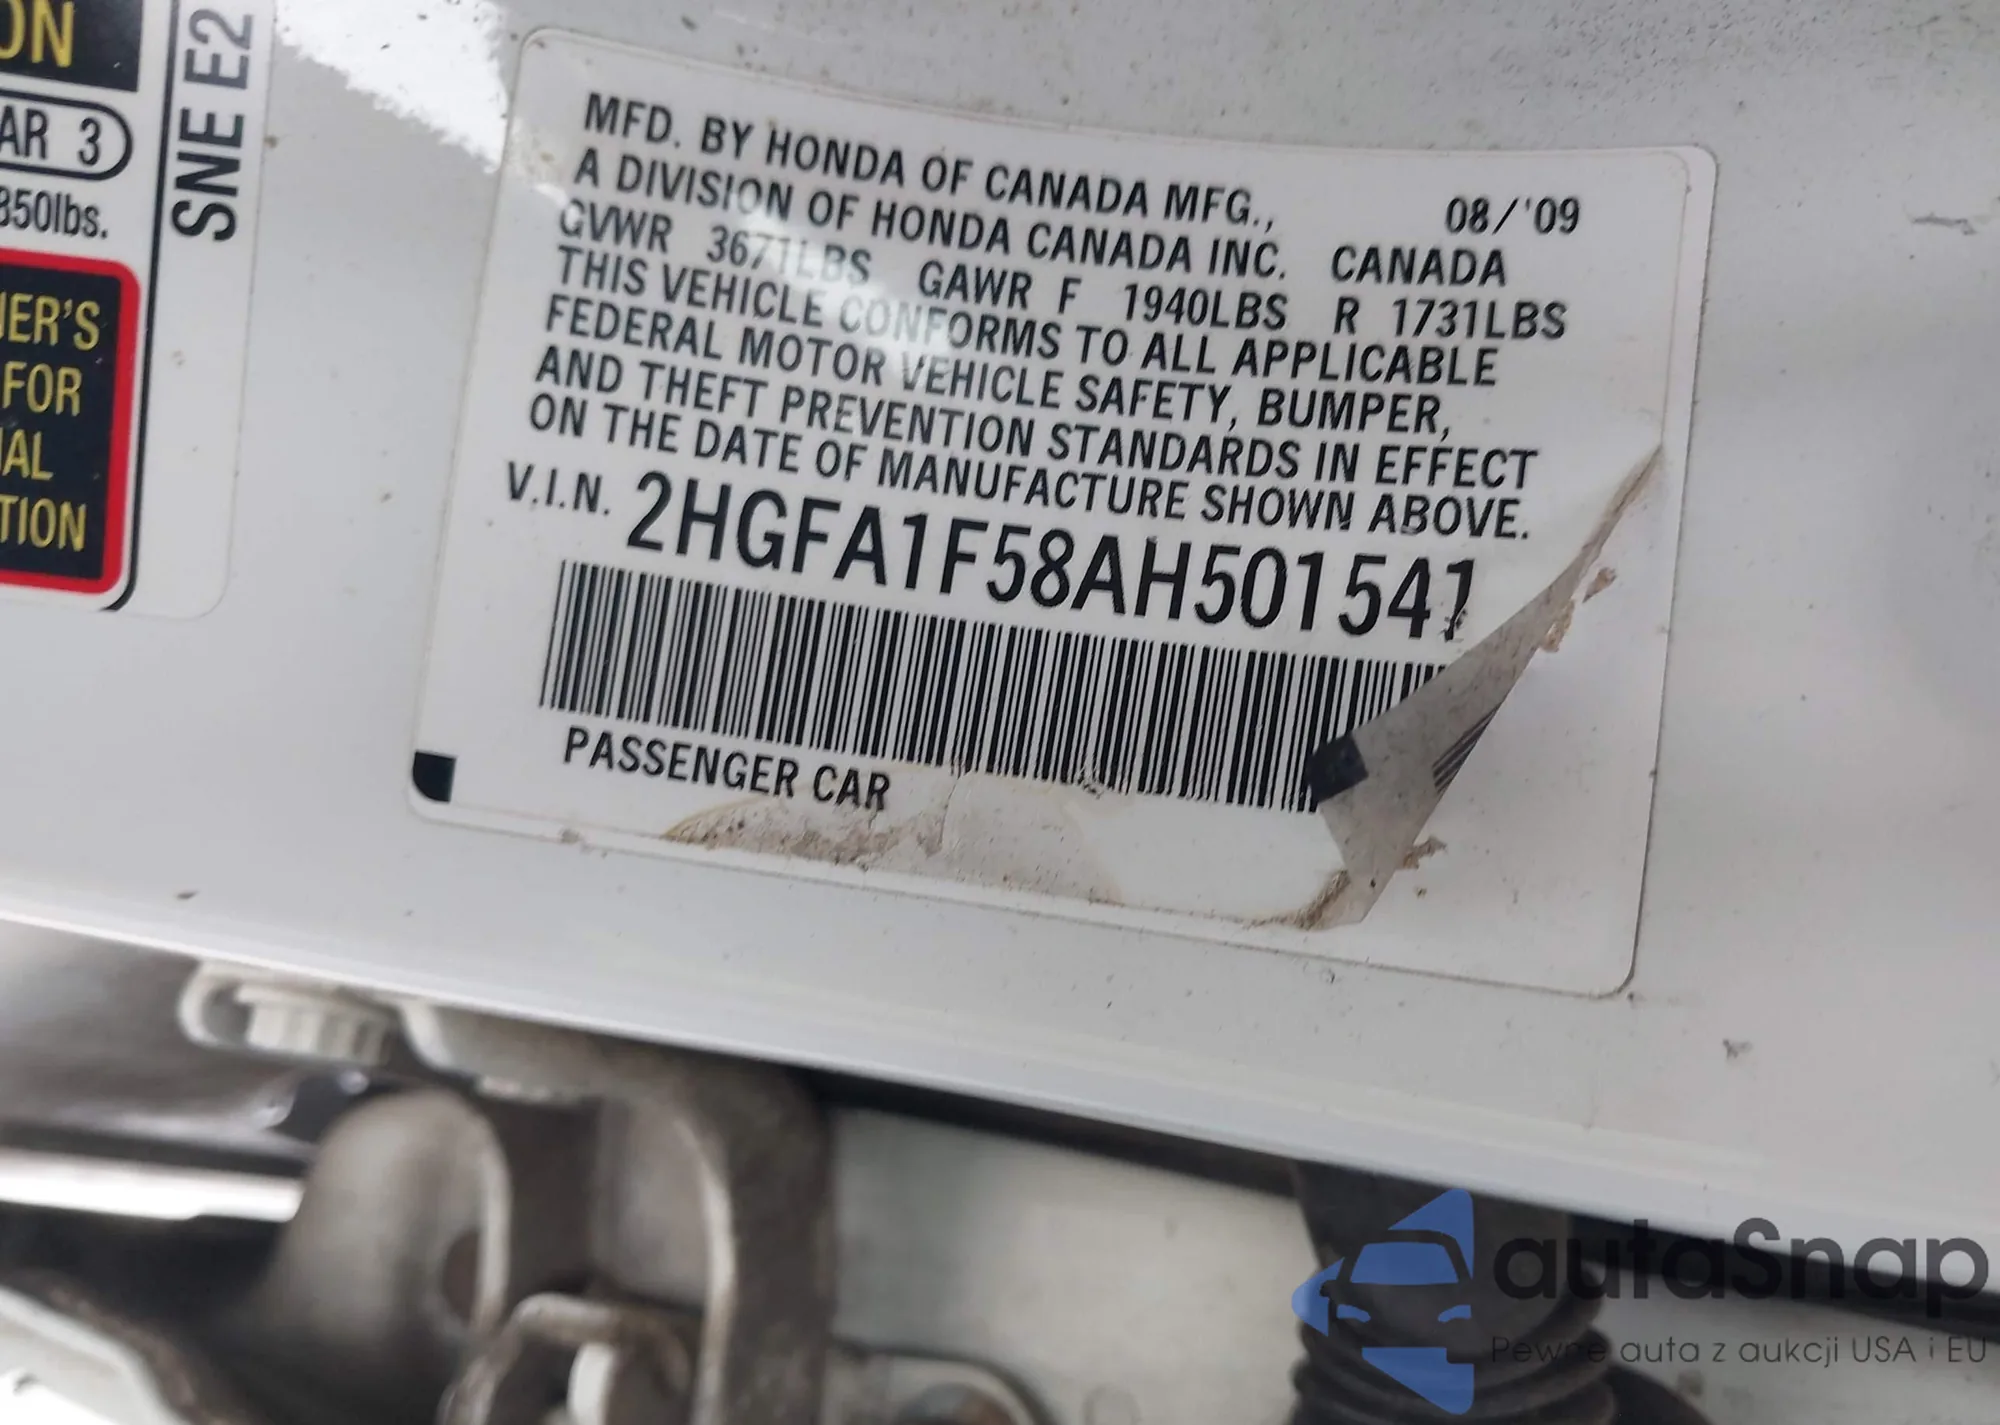 ON
AR 3
850lbs.
SNE E2
NER'S
FOR
IAL
TION
MFD. BY HONDA OF CANADA MFG.,
A DIVISION OF HONDA CANADA INC. CANADA 08/'09
GVWR 3671LBS GAWR F 1940LBS R 1731LBS
THIS VEHICLE CONFORMS TO ALL APPLICABLE
FEDERAL MOTOR VEHICLE SAFETY, BUMPER,
AND THEFT PREVENTION STANDARDS IN EFFECT
ON THE DATE OF MANUFACTURE SHOWN ABOVE.
V.I.N. 2HGFA1F58AH501541
PASSENGER CAR
autaSnap
Pewne auta z aukcji USA i EU